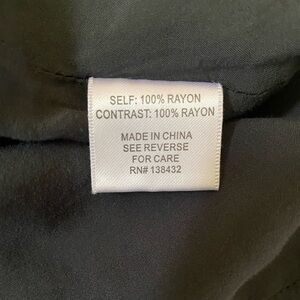 SELF: 100% RAYON
CONTRAST: 100% RAYON
MADE IN CHINA
SEE REVERSE
FOR CARE
RN# 138432